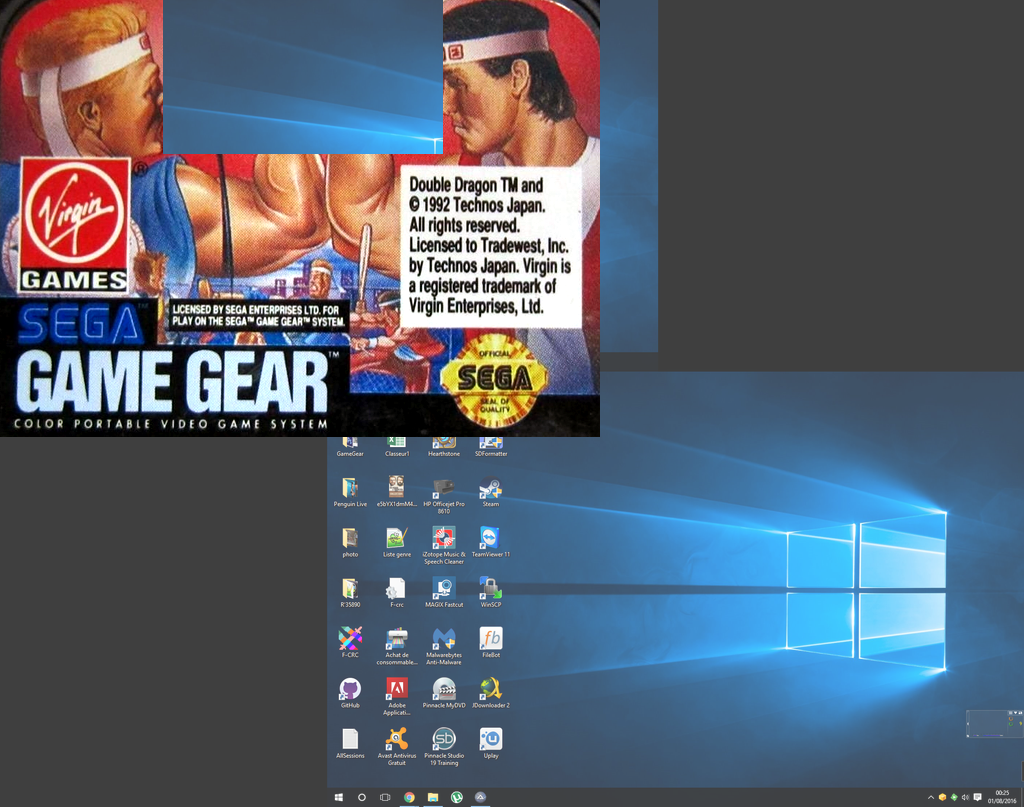 Virgin
®
GAMES
Double Dragon TM and
© 1992 Technos Japan.
All rights reserved.
Licensed to Tradewest, Inc.
by Technos Japan. Virgin is
a registered trademark of
Virgin Enterprises, Ltd.
SEGA™
LICENSED BY SEGA ENTERPRISES LTD. FOR
PLAY ON THE SEGA™ GAME GEAR™ SYSTEM.
GAME GEAR™
COLOR PORTABLE VIDEO GAME SYSTEM
OFFICIAL
SEGA
SEAL OF
QUALITY
GameGear
Classeur1
Hearthstone
SDFormatter
Penguin Live
e5bYX1dmM4...
HP Officejet Pro
8610
Steam
photo
Liste genre
iZotope Music &
Speech Cleaner
TeamViewer 11
R'35890
F-crc
MAGIX Fastcut
WinSCP
F-CRC
Achat de
consommable...
Malwarebytes
Anti-Malware
fb
FileBot
GitHub
Adobe
Applicati...
Pinnacle MyDVD
JDownloader 2
AllSessions
Avast Antivirus
Gratuit
sb
Pinnacle Studio
19 Training
Uplay
00:25
01/08/2016